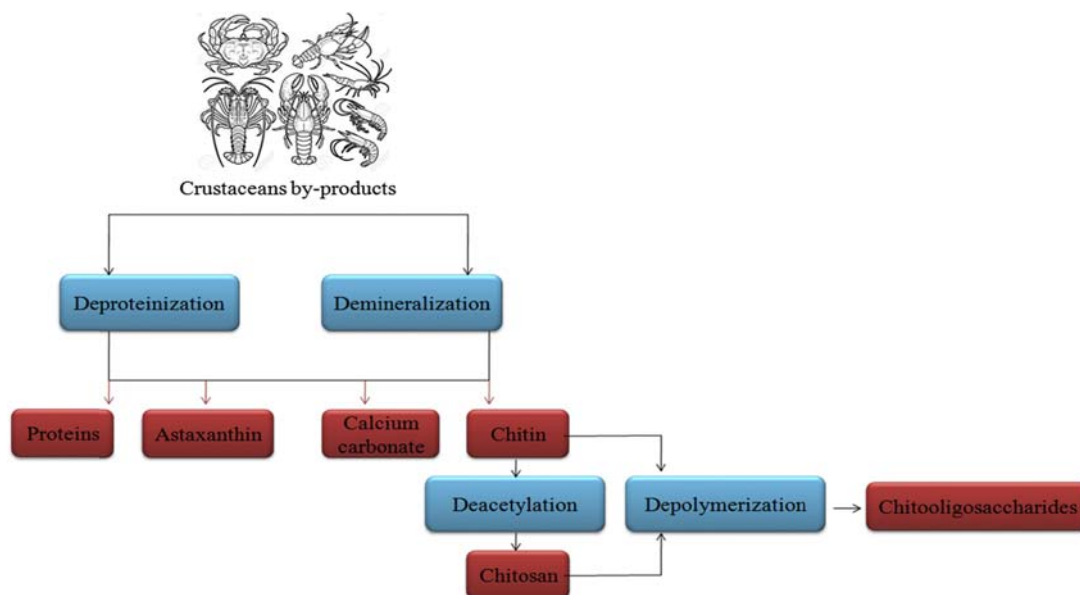 Crustaceans by-products
Deproteinization
Demineralization
Proteins
Astaxanthin
Calcium
carbonate
Chitin
Deacetylation
Depolymerization
Chitooligosaccharides
Chitosan